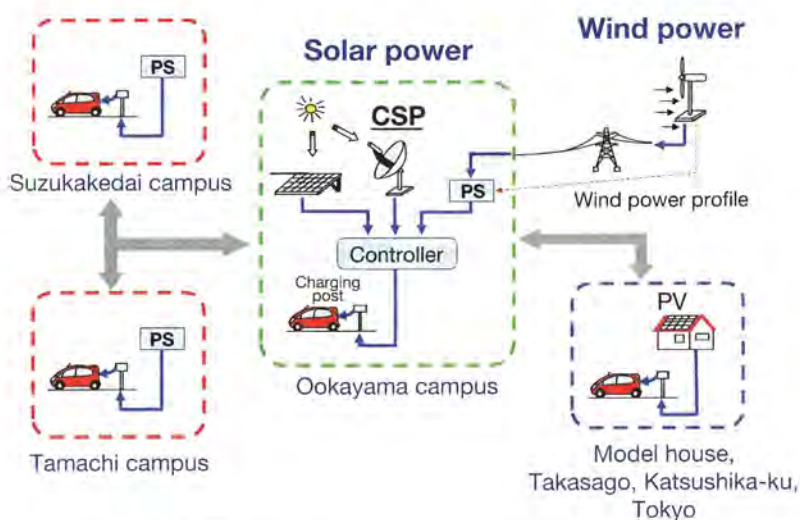 Solar power
Wind power
PS
Suzukakedai campus
CSP
PS
Wind power profile
Controller
Charging
post
Ookayama campus
PS
Tamachi campus
PV
Model house,
Takasago, Katsushika-ku,
Tokyo